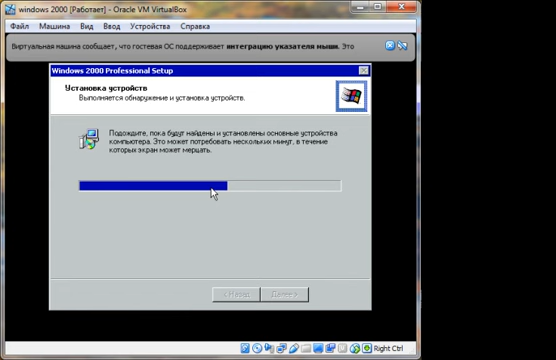 windows 2000 [Работает] - Oracle VM VirtualBox
Файл Машина Вид Ввод Устройства Справка
Виртуальная машина сообщает, что гостевая ОС поддерживает интеграцию указателя мыши. Это
Windows 2000 Professional Setup
Установка устройств
Выполняется обнаружение и установка устройств.
Подождите, пока будут найдены и установлены основные устройства
компьютера. Это может потребовать нескольких минут, в течение
которых экран может мерцать.
< Назад Далее >
Right Ctrl